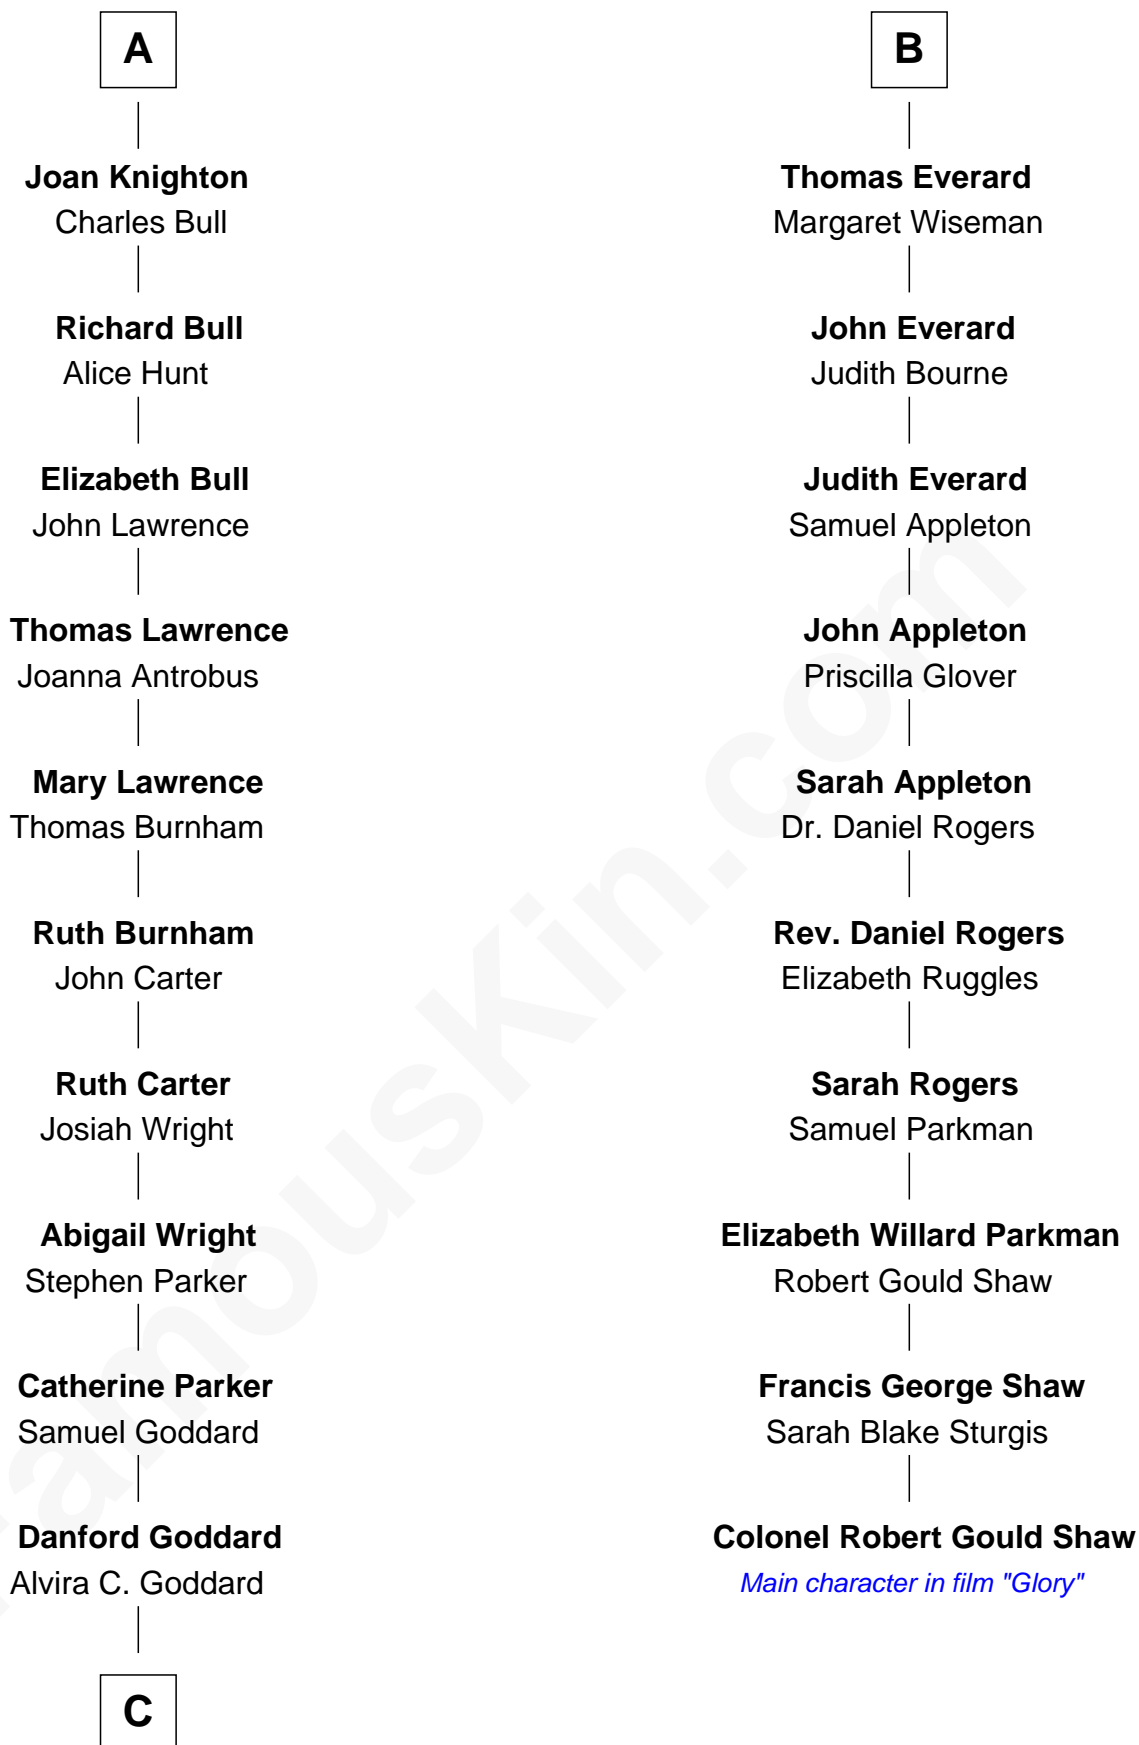 A
Joan Knighton
Charles Bull
Richard Bull
Alice Hunt
Elizabeth Bull
John Lawrence
Thomas Lawrence
Joanna Antrobus
Mary Lawrence
Thomas Burnham
Ruth Burnham
John Carter
Ruth Carter
Josiah Wright
Abigail Wright
Stephen Parker
Catherine Parker
Samuel Goddard
Danford Goddard
Alvira C. Goddard
C
B
Thomas Everard
Margaret Wiseman
John Everard
Judith Bourne
Judith Everard
Samuel Appleton
John Appleton
Priscilla Glover
Sarah Appleton
Dr. Daniel Rogers
Rev. Daniel Rogers
Elizabeth Ruggles
Sarah Rogers
Samuel Parkman
Elizabeth Willard Parkman
Robert Gould Shaw
Francis George Shaw
Sarah Blake Sturgis
Colonel Robert Gould Shaw
Main character in film "Glory"
FamousKin.com